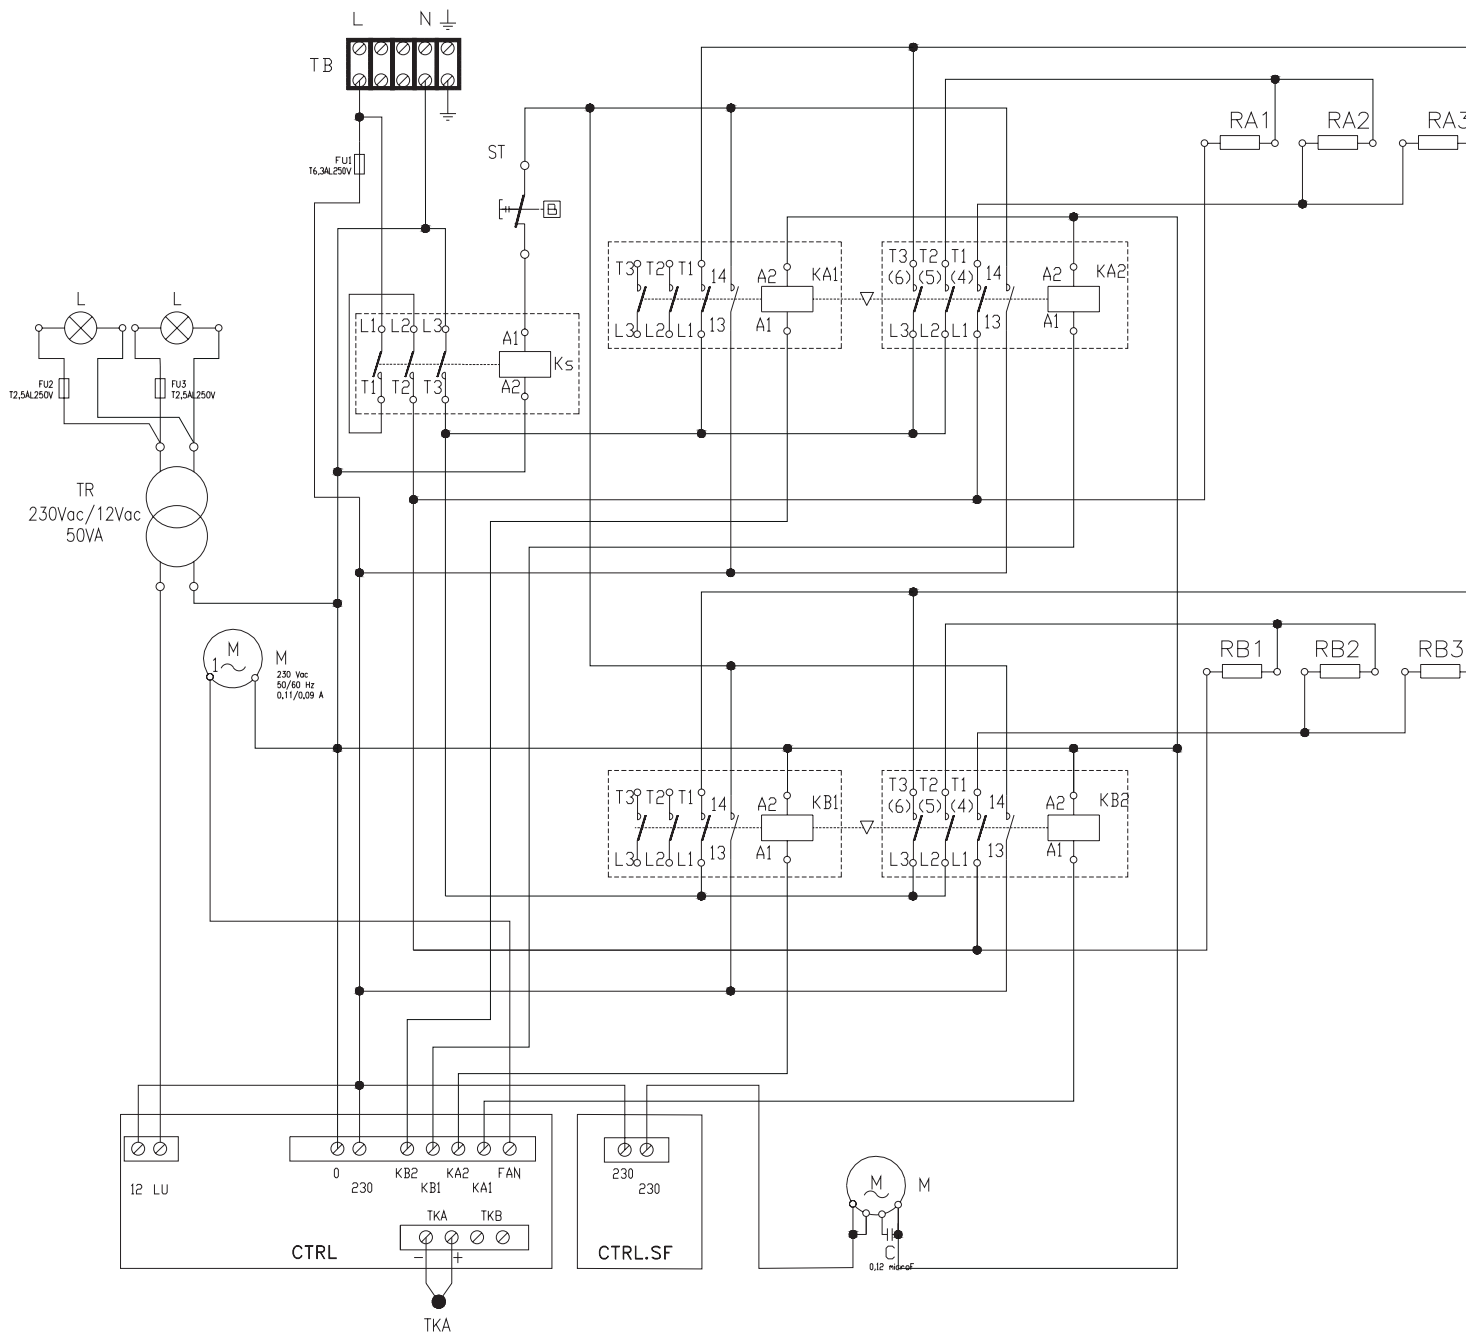 L N
TB
FU1
T6,3AL250V
ST
B
RA1 RA2 RA3
T3 T2 T1 14 A2 KA1
L3 L2 L1 13 A1
T3 T2 T1 14 A2 KA2
(6) (5) (4)
L3 L2 L1 13 A1
L L
L1 L2 L3 A1
Ks
T1 T2 T3 A2
FU2
T2,5AL250V
FU3
T2,5AL250V
TR
230Vac/12Vac
50VA
M
1
M
230 Vac
50/60 Hz
0,11/0,09 A
RB1 RB2 RB3
T3 T2 T1 14 A2 KB1
L3 L2 L1 13 A1
T3 T2 T1 14 A2 KB2
(6) (5) (4)
L3 L2 L1 13 A1
12 LU
0 KB2 KA2 FAN
230 KB1 KA1
TKA TKB
- +
CTRL
TKA
230
230
CTRL.SF
M M
C
0,12 microF